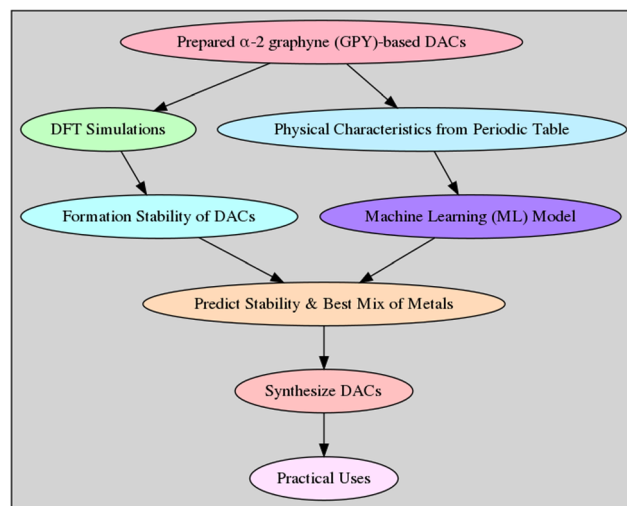 Prepared α-2 graphyne (GPY)-based DACs
DFT Simulations
Physical Characteristics from Periodic Table
Formation Stability of DACs
Machine Learning (ML) Model
Predict Stability & Best Mix of Metals
Synthesize DACs
Practical Uses